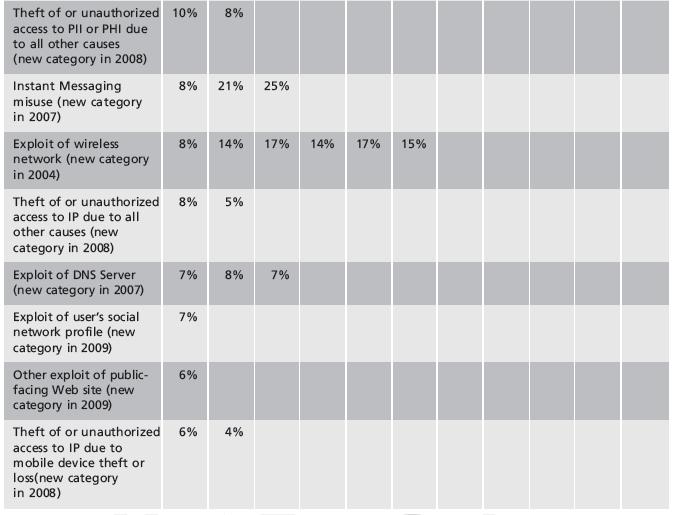 Theft of or unauthorized 10% 8%
access to PII or PHI due
to all other causes
(new category in 2008)
Instant Messaging 8% 21% 25%
misuse (new category
in 2007)
Exploit of wireless 8% 14% 17% 14% 17% 15%
network (new category
in 2004)
Theft of or unauthorized 8% 5%
access to IP due to all
other causes (new
category in 2008)
Exploit of DNS Server 7% 8% 7%
(new category in 2007)
Exploit of user's social 7%
network profile (new
category in 2009)
Other exploit of public- 6%
facing Web site (new
category in 2009)
Theft of or unauthorized 6% 4%
access to IP due to
mobile device theft or
loss(new category
in 2008)